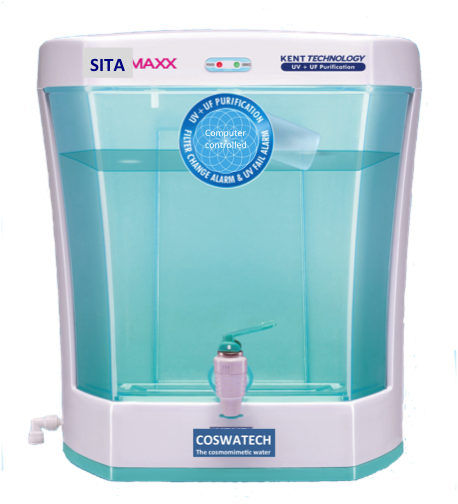 SITA MAXX
KENT TECHNOLOGY
UV + UF Purification
UV + UF PURIFICATION
Computer
controlled
FILTER CHANGE ALARM & UV FAIL ALARM
COSWATECH
The cosmomimetic water